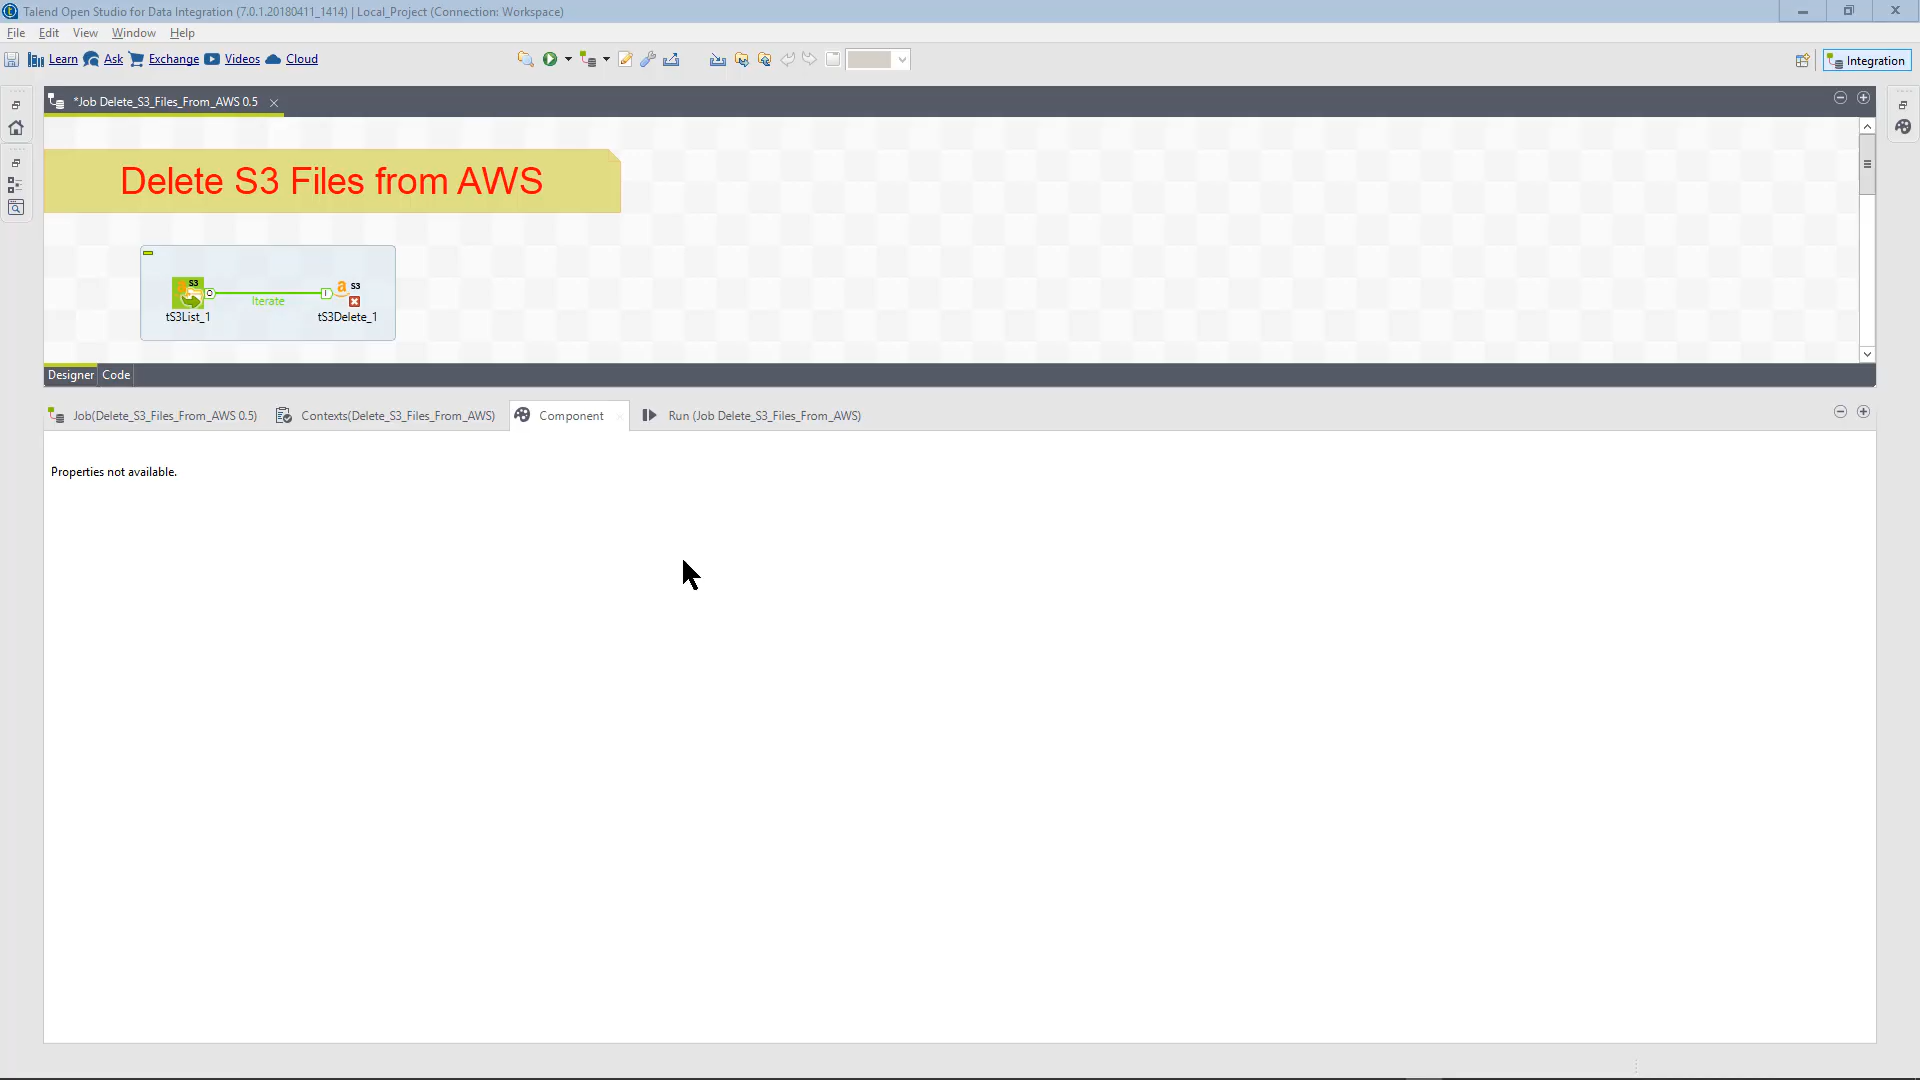 Talend Open Studio for Data Integration (7.0.1.20180411_1414) | Local_Project (Connection: Workspace)
File Edit View Window Help
Learn Ask Exchange Videos Cloud
Integration
*Job Delete_S3_Files_From_AWS 0.5
Delete S3 Files from AWS
S3 S3
Iterate
tS3List_1 tS3Delete_1
Designer Code
Job(Delete_S3_Files_From_AWS 0.5) Contexts(Delete_S3_Files_From_AWS) Component Run (Job Delete_S3_Files_From_AWS)
Properties not available.